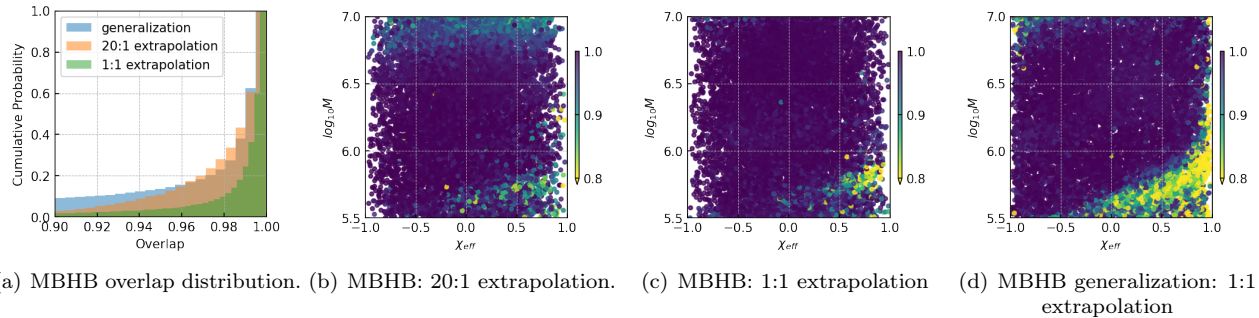 1.0
0.8
0.6
0.4
0.2
0.0
0.90 0.92 0.94 0.96 0.98 1.00
Cumulative Probability
Overlap
generalization
20:1 extrapolation
1:1 extrapolation
7.0
6.5
6.0
5.5
log₁₀M
−1.0 −0.5 0.0 0.5 1.0
χeff
1.0
0.9
0.8
7.0
6.5
6.0
5.5
log₁₀M
−1.0 −0.5 0.0 0.5 1.0
χeff
1.0
0.9
0.8
7.0
6.5
6.0
5.5
log₁₀M
−1.0 −0.5 0.0 0.5 1.0
χeff
1.0
0.9
0.8
a) MBHB overlap distribution.
(b) MBHB: 20:1 extrapolation.
(c) MBHB: 1:1 extrapolation
(d) MBHB generalization: 1:1
extrapolation